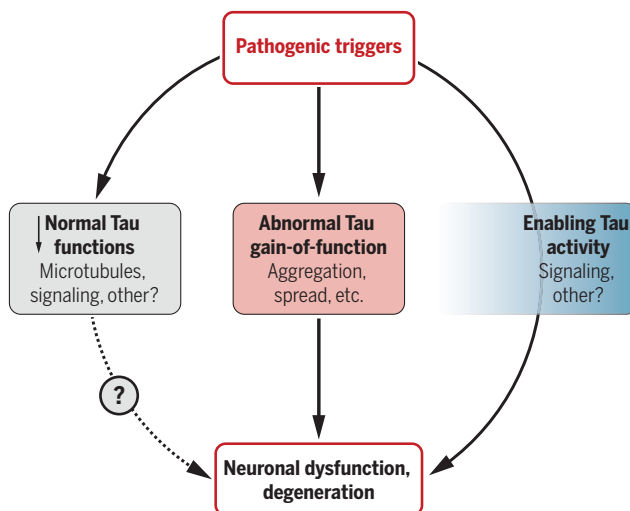 Pathogenic triggers
Normal Tau
functions
Microtubules,
signaling, other?
Abnormal Tau
gain-of-function
Aggregation,
spread, etc.
Enabling Tau
activity
Signaling,
other?
?
Neuronal dysfunction,
degeneration